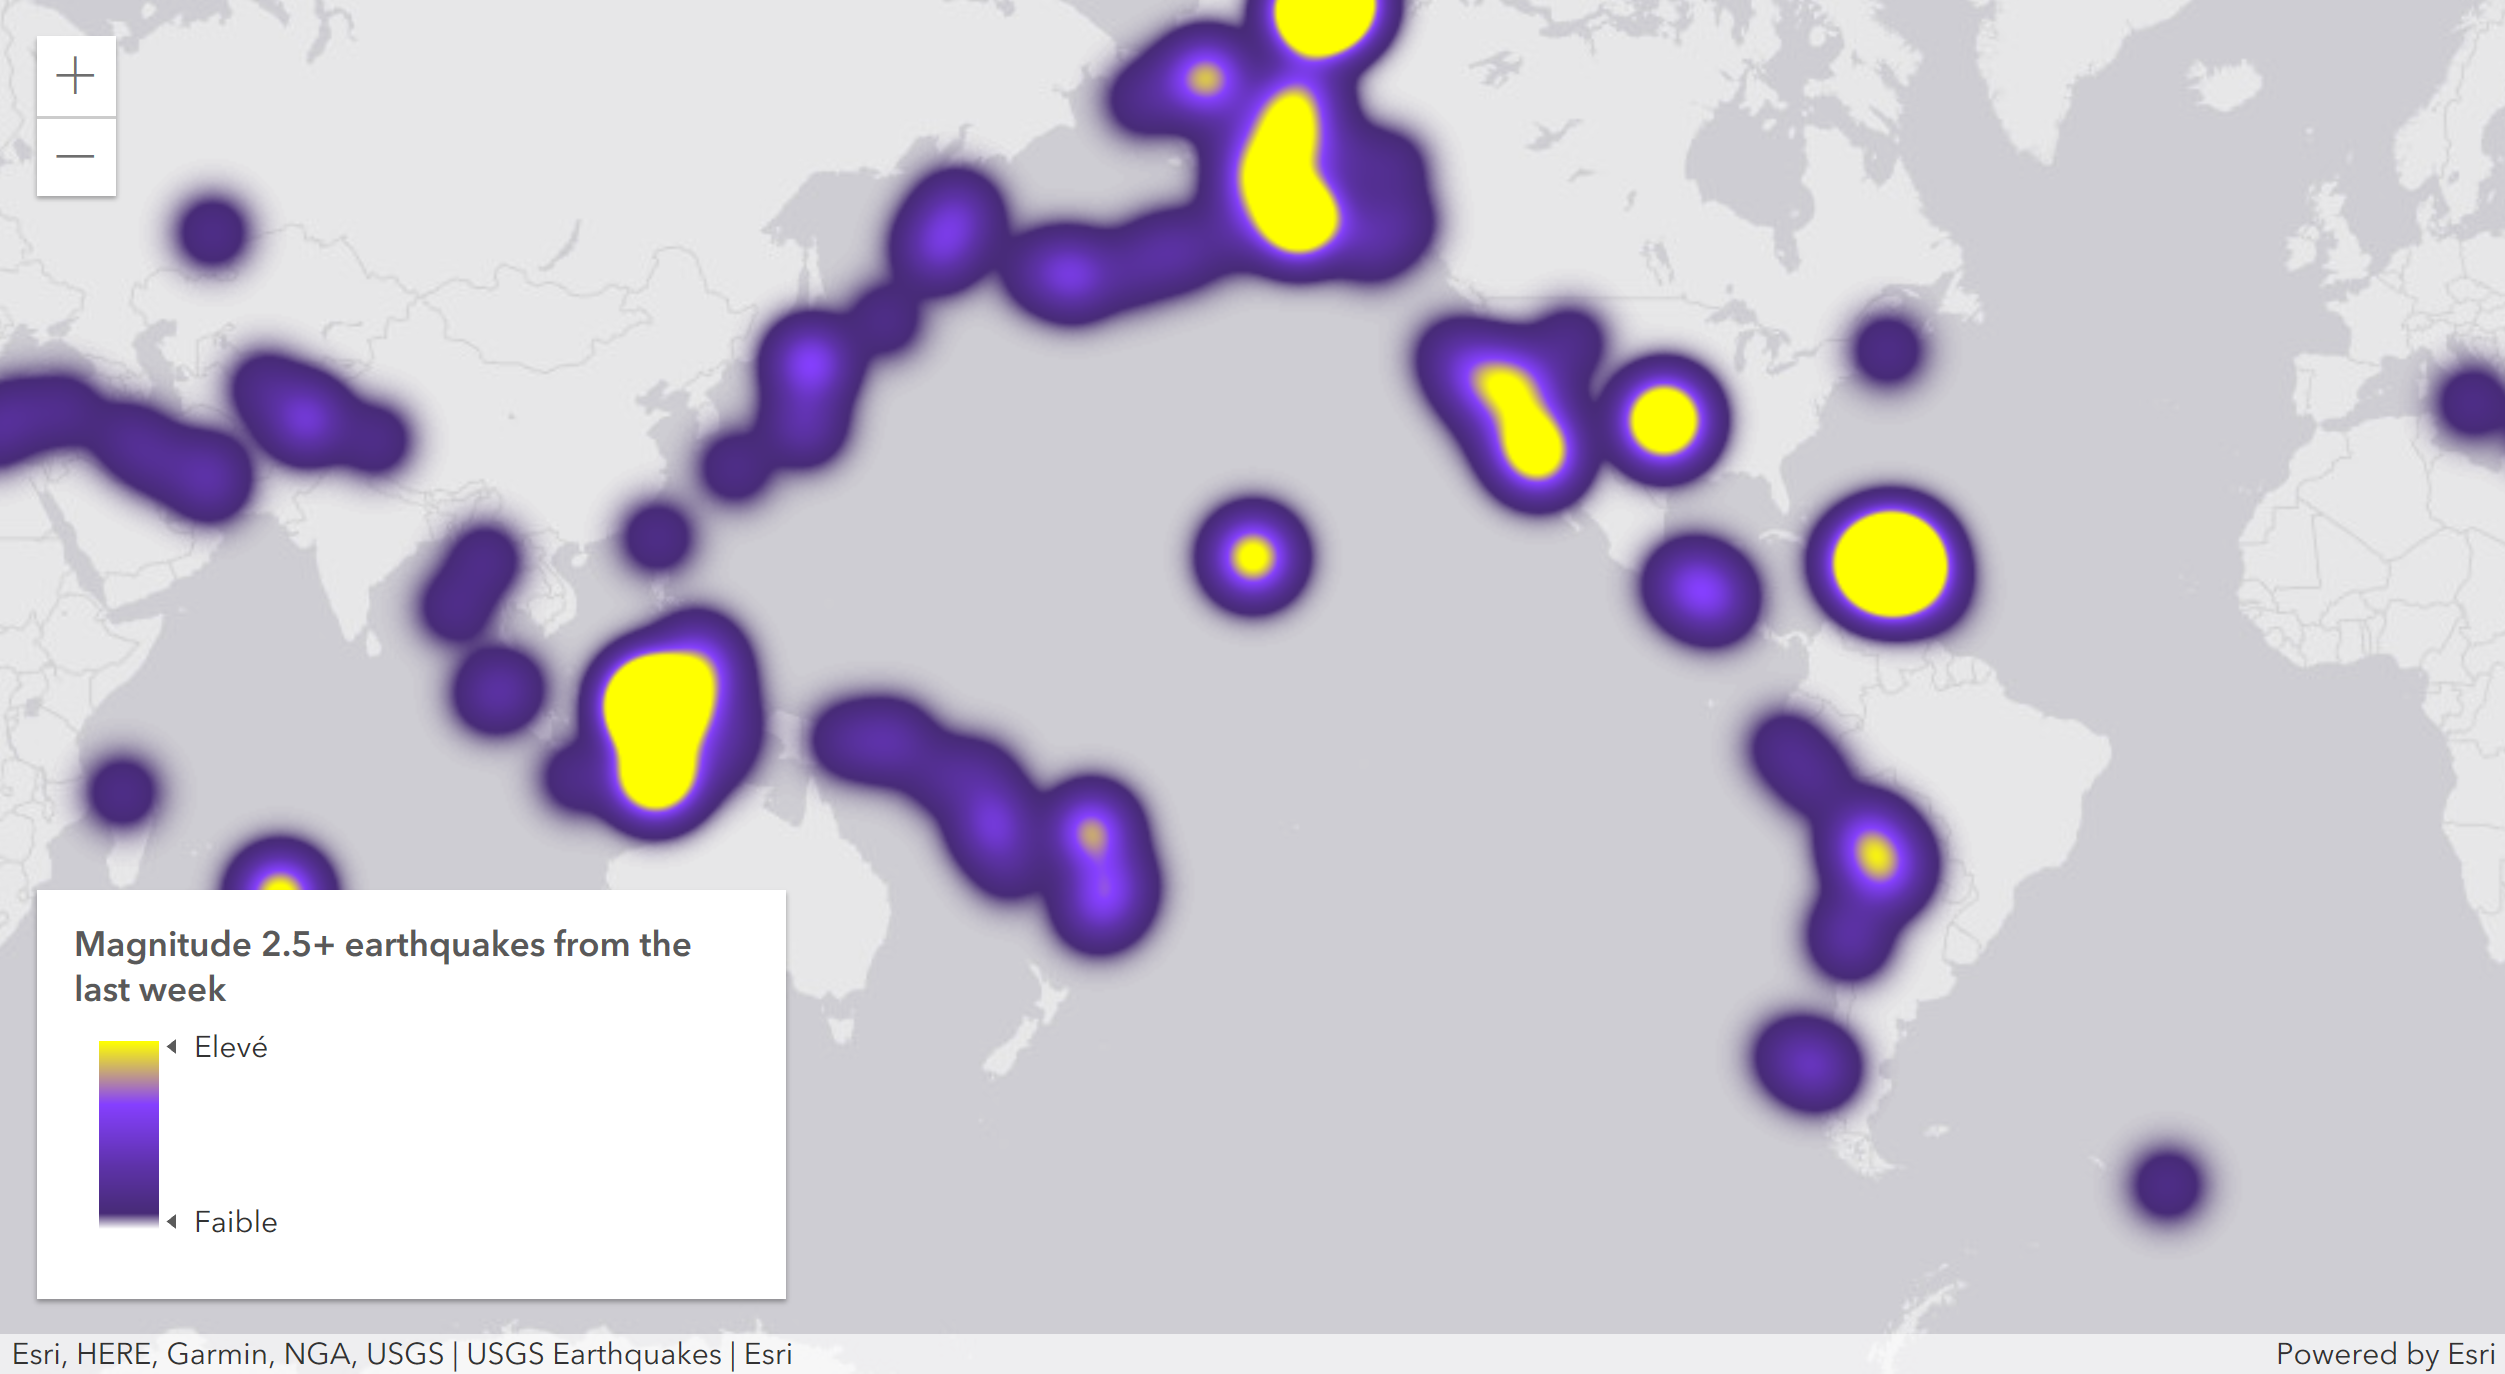 +
−
Magnitude 2.5+ earthquakes from the
last week
Elevé
Faible
Esri, HERE, Garmin, NGA, USGS | USGS Earthquakes | Esri
Powered by Esri